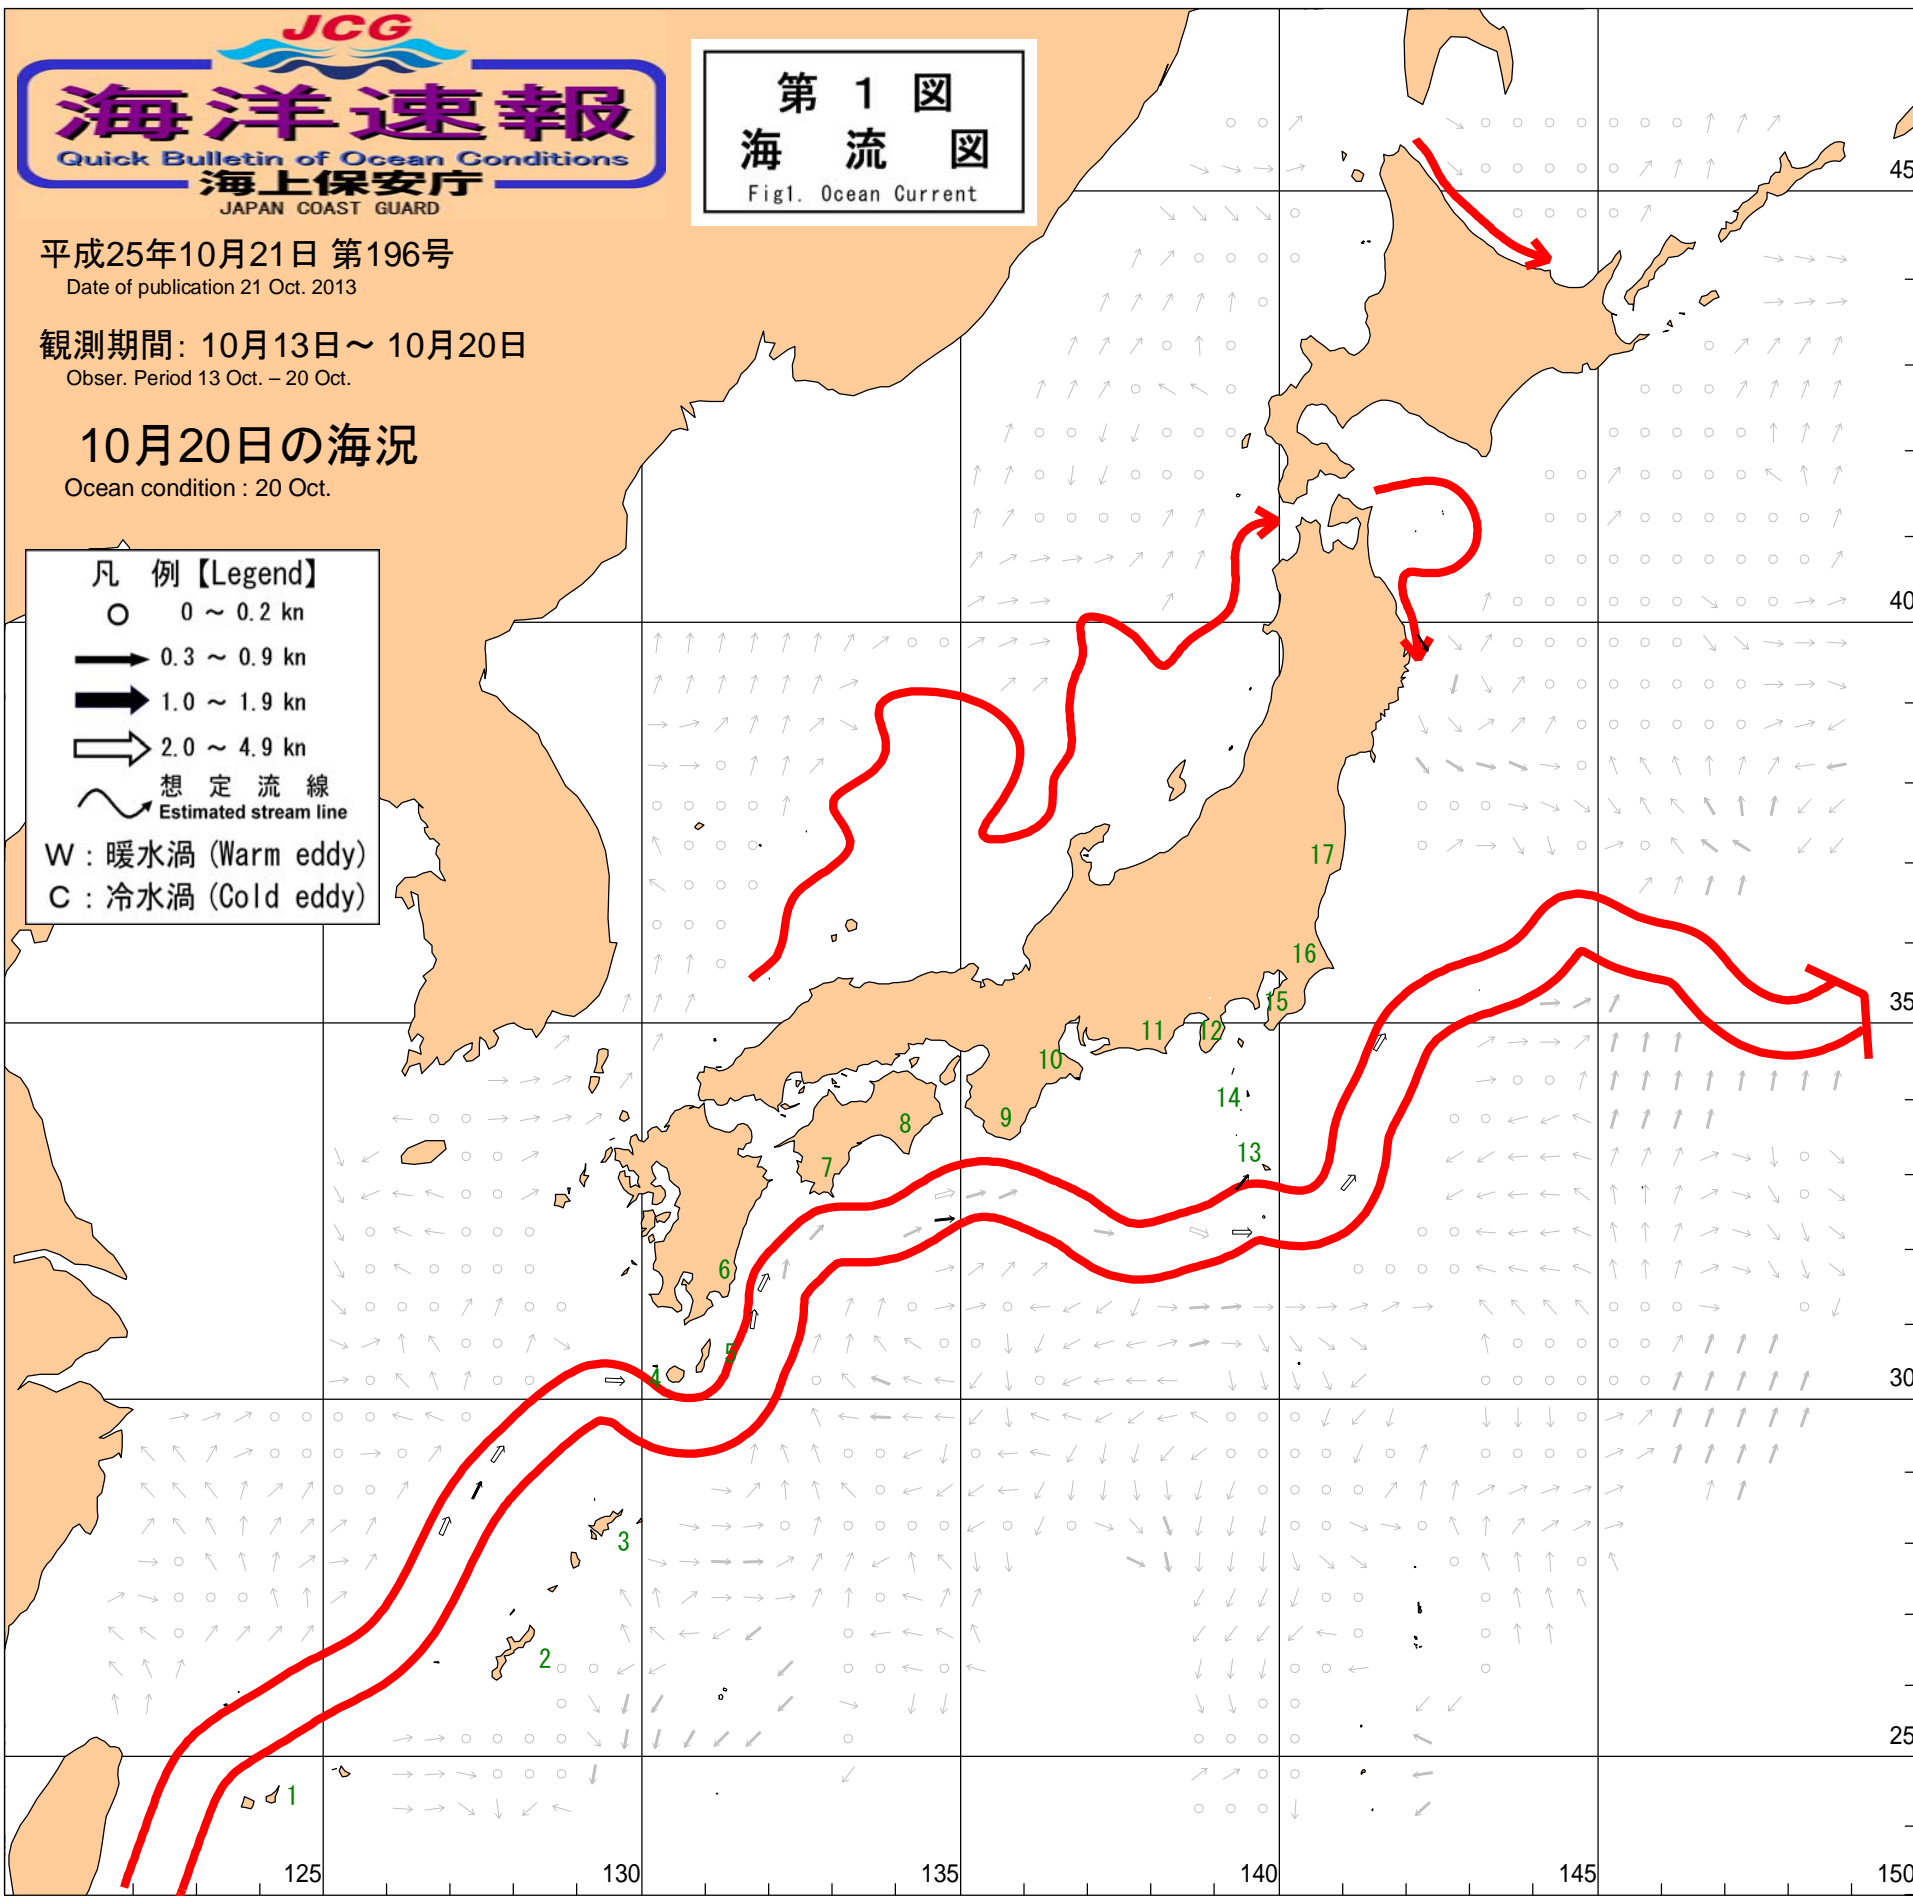 JCG
海洋速報
Quick Bulletin of Ocean Conditions
海上保安庁
JAPAN COAST GUARD
第 1 図
海 流 図
Fig1. Ocean Current
平成25年10月21日 第196号
Date of publication 21 Oct. 2013
観測期間: 10月13日～ 10月20日
Obser. Period 13 Oct. – 20 Oct.
10月20日の海況
Ocean condition : 20 Oct.
凡 例【Legend】
0 ～ 0.2 kn
0.3 ～ 0.9 kn
1.0 ～ 1.9 kn
2.0 ～ 4.9 kn
想 定 流 線
Estimated stream line
W : 暖水渦 (Warm eddy)
C : 冷水渦 (Cold eddy)
45
40
17
16
35
15
12
11
10
14
9
8
13
7
6
5
4
30
3
2
25
1
125
130
135
140
145
150